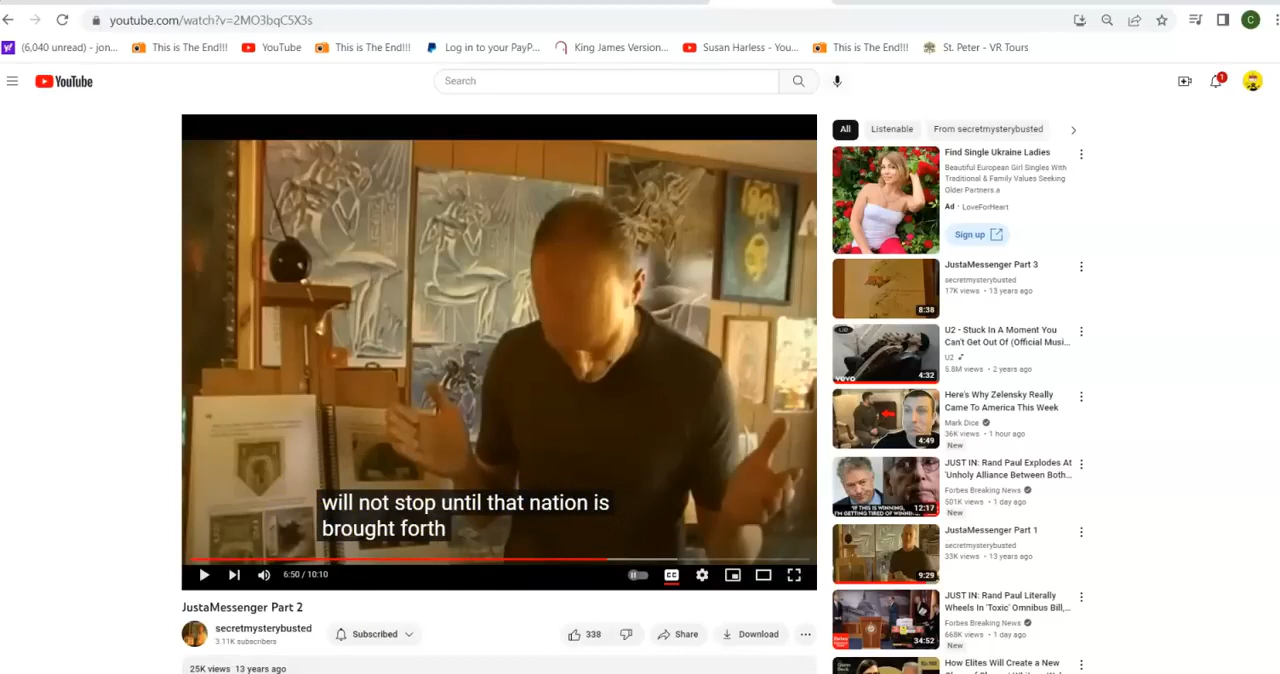 youtube.com/watch?v=2MO3bqC5X3s
C
(6,040 unread) - jon...
This is The End!!!
YouTube
This is The End!!!
Log in to your PayP...
King James Version...
Susan Harless - You...
This is The End!!!
St. Peter - VR Tours
YouTube
Search
1
will not stop until that nation is
brought forth
6:50 / 10:10
CC
JustaMessenger Part 2
secretmysterybusted
3.11K subscribers
Subscribed
338
Share
Download
25K views 13 years ago
All
Listenable
From secretmysterybusted
Find Single Ukraine Ladies
Beautiful European Girl Singles With
Traditional & Family Values Seeking
Older Partners.a
Ad · LoveForHeart
Sign up
JustaMessenger Part 3
secretmysterybusted
17K views • 13 years ago
8:38
U2 - Stuck In A Moment You
Can't Get Out Of (Official Musi...
U2
5.8M views • 2 years ago
vevo
4:32
Here's Why Zelensky Really
Came To America This Week
Mark Dice
36K views • 1 hour ago
New
4:49
JUST IN: Rand Paul Explodes At
'Unholy Alliance Between Both...
Forbes Breaking News
501K views • 1 day ago
New
12:17
JustaMessenger Part 1
secretmysterybusted
33K views • 13 years ago
9:29
JUST IN: Rand Paul Literally
Wheels In 'Toxic' Omnibus Bill,...
Forbes Breaking News
668K views • 1 day ago
New
34:52
How Elites Will Create a New